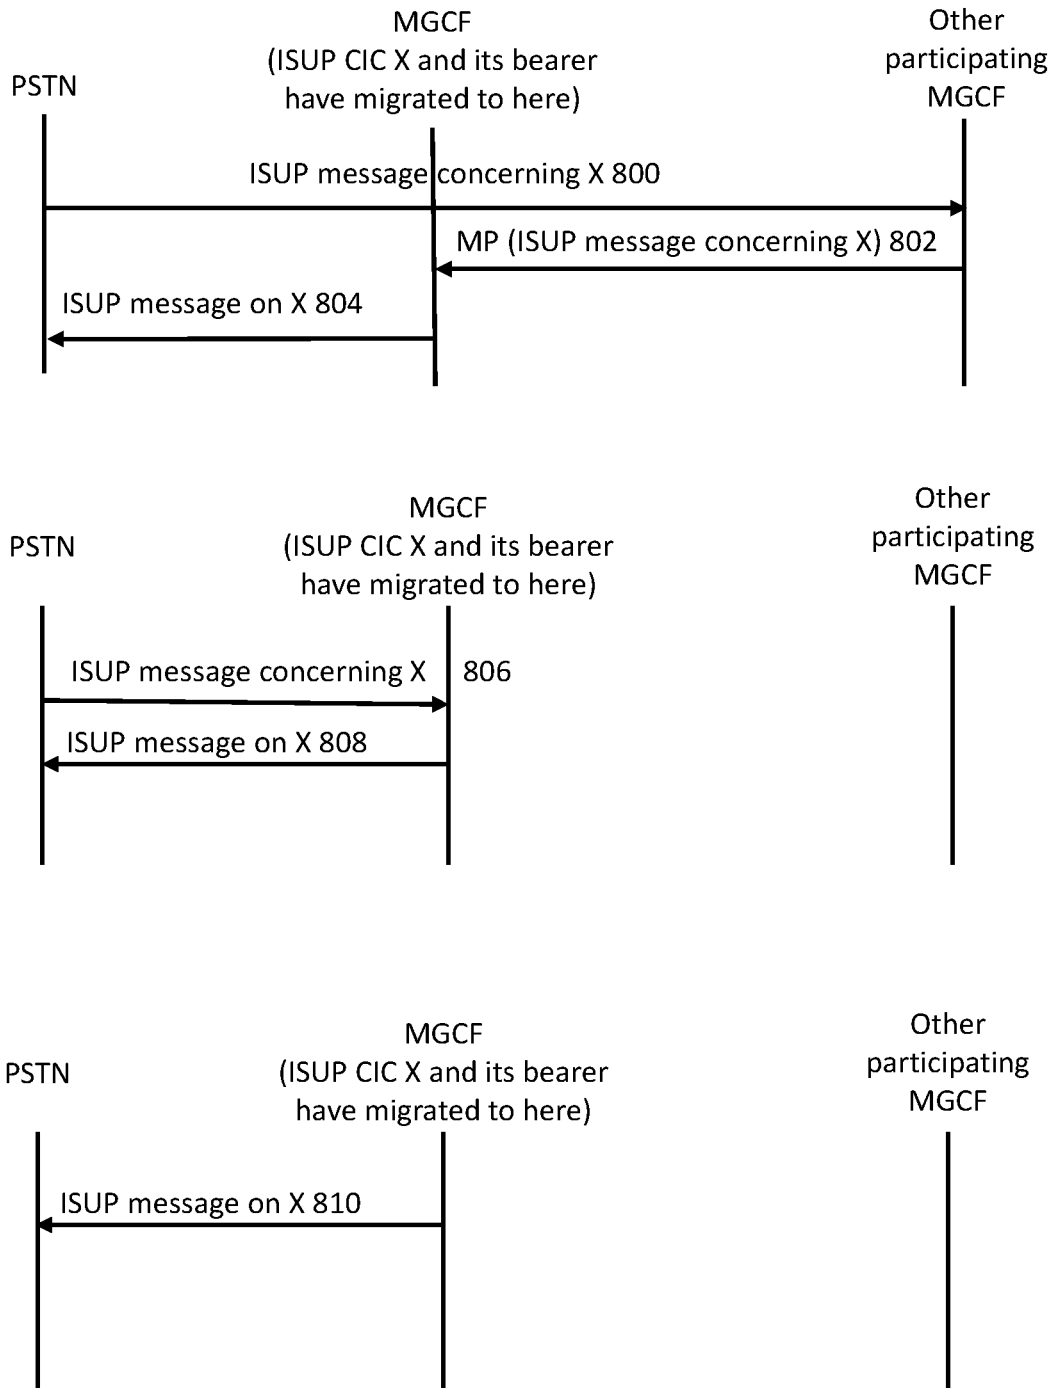 PSTN
MGCF
(ISUP CIC X and its bearer
have migrated to here)
Other
participating
MGCF
ISUP message concerning X 800
MP (ISUP message concerning X) 802
ISUP message on X 804
PSTN
MGCF
(ISUP CIC X and its bearer
have migrated to here)
Other
participating
MGCF
ISUP message concerning X 806
ISUP message on X 808
PSTN
MGCF
(ISUP CIC X and its bearer
have migrated to here)
Other
participating
MGCF
ISUP message on X 810